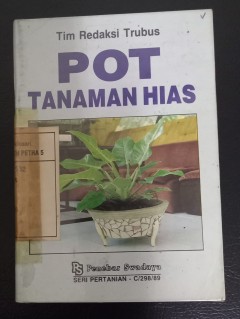 Tim Redaksi Trubus
POT
TANAMAN HIAS
PS Penebar Swadaya
SERI PERTANIAN - C/298/89